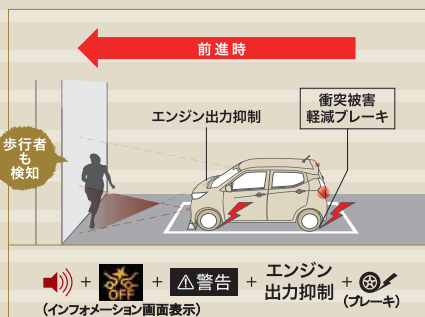 前進時
エンジン出力抑制
衝突被害
軽減ブレーキ
歩行者
も
検知
+ OFF + ⚠警告 + エンジン
出力抑制 +
(インフォメーション画面表示)
(ブレーキ)